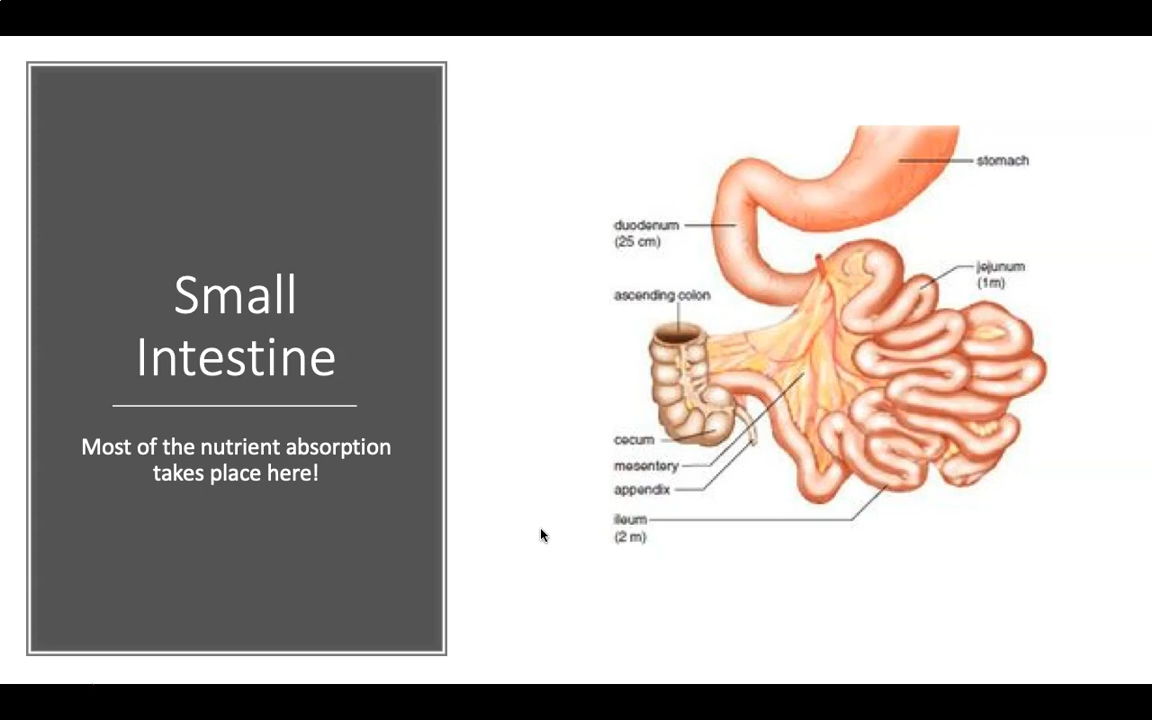 Small
Intestine
Most of the nutrient absorption
takes place here!
stomach
duodenum
(25 cm)
jejunum
(1m)
ascending colon
cecum
mesentery
appendix
ileum
(2 m)